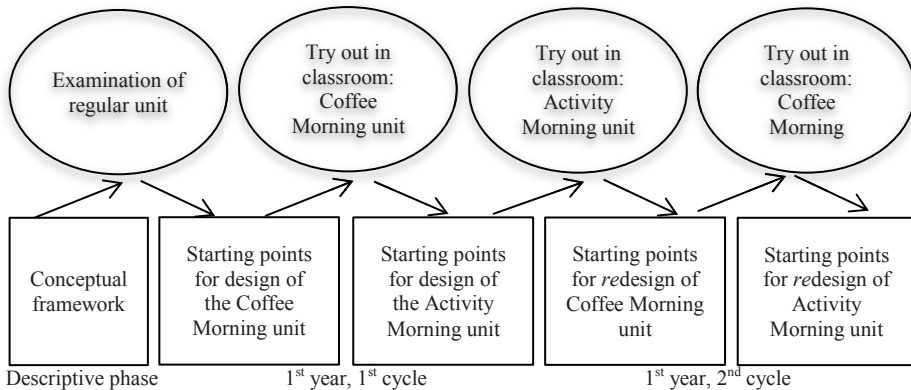 Examination of
regular unit
Try out in
classroom:
Coffee
Morning unit
Try out in
classroom:
Activity
Morning unit
Try out in
classroom:
Coffee
Morning
Conceptual
framework
Starting points
for design of
the Coffee
Morning unit
Starting points
for design of
the Activity
Morning unit
Starting points
for redesign of
Coffee Morning
unit
Starting points
for redesign of
Activity
Morning unit
Descriptive phase
1st year, 1st cycle
1st year, 2nd cycle